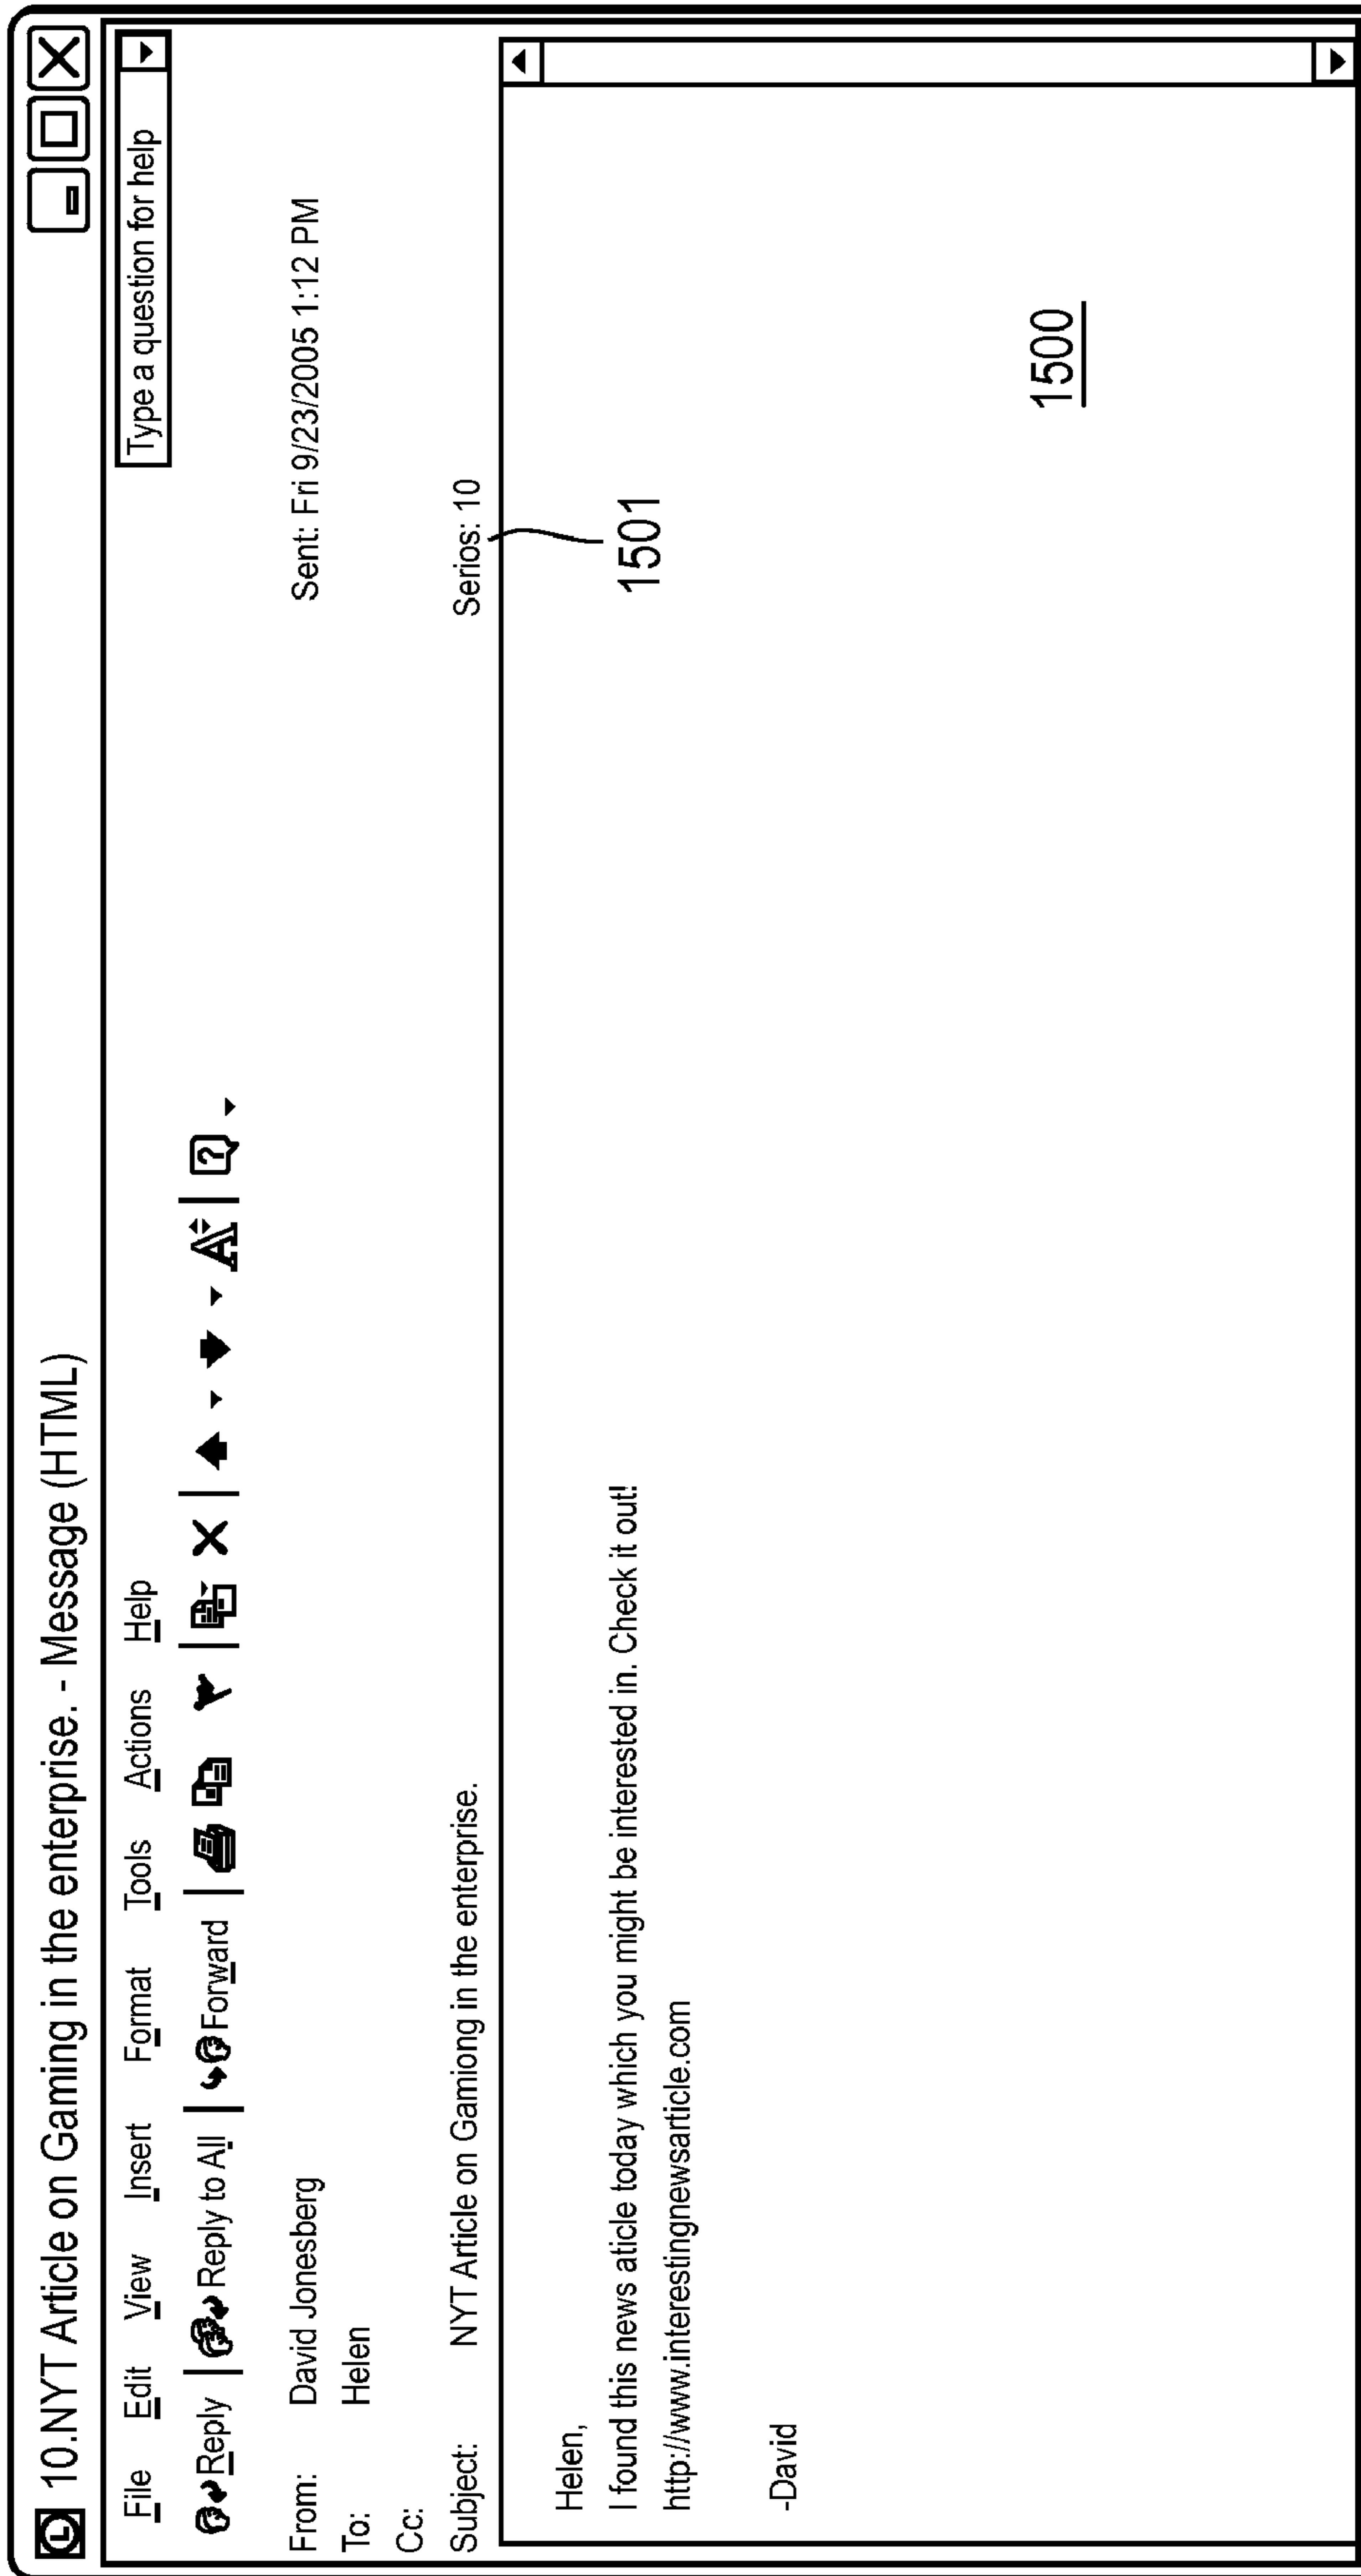 10.NYT Article on Gaming in the enterprise. - Message (HTML)
File Edit View Insert Format Tools Actions Help Type a question for help
Reply Reply to All Forward
From: David Jonesberg Sent: Fri 9/23/2005 1:12 PM
To: Helen
Cc:
Subject: NYT Article on Gamiong in the enterprise. Serios: 10
1501
Helen,
I found this news aticle today which you might be interested in. Check it out!
http://www.interestingnewsarticle.com
-David
1500